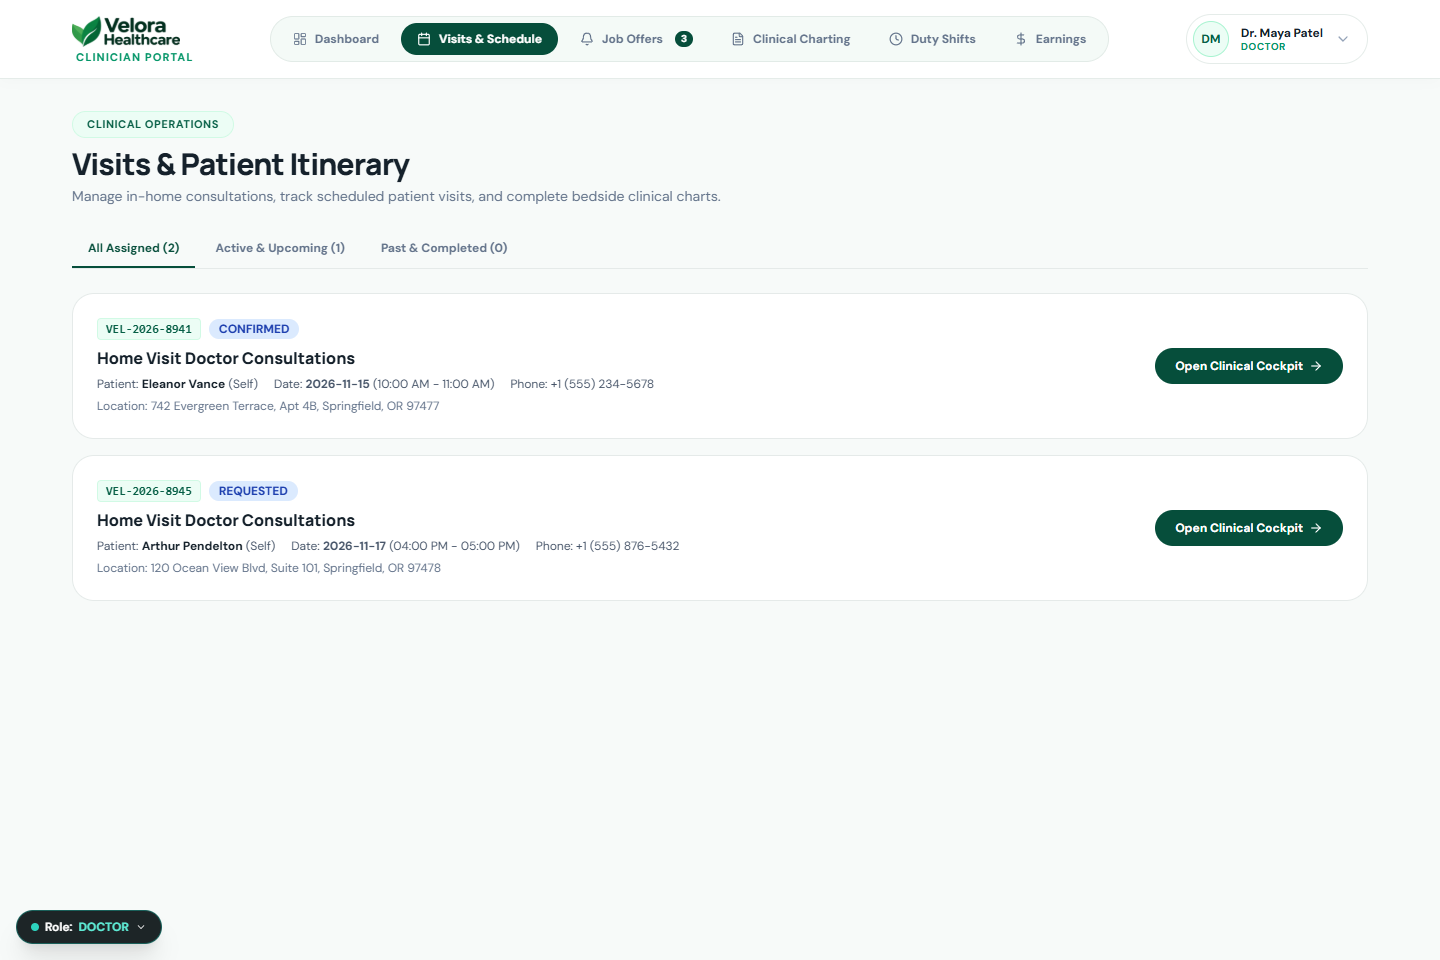 Velora
Healthcare
CLINICIAN PORTAL
Dashboard
Visits & Schedule
Job Offers 3
Clinical Charting
Duty Shifts
Earnings
DM
Dr. Maya Patel
DOCTOR
CLINICAL OPERATIONS
Visits & Patient Itinerary
Manage in-home consultations, track scheduled patient visits, and complete bedside clinical charts.
All Assigned (2)
Active & Upcoming (1)
Past & Completed (0)
VEL-2026-8941 CONFIRMED
Home Visit Doctor Consultations
Patient: Eleanor Vance (Self) Date: 2026-11-15 (10:00 AM - 11:00 AM) Phone: +1 (555) 234-5678
Location: 742 Evergreen Terrace, Apt 4B, Springfield, OR 97477
Open Clinical Cockpit →
VEL-2026-8945 REQUESTED
Home Visit Doctor Consultations
Patient: Arthur Pendelton (Self) Date: 2026-11-17 (04:00 PM - 05:00 PM) Phone: +1 (555) 876-5432
Location: 120 Ocean View Blvd, Suite 101, Springfield, OR 97478
Open Clinical Cockpit →
Role: DOCTOR